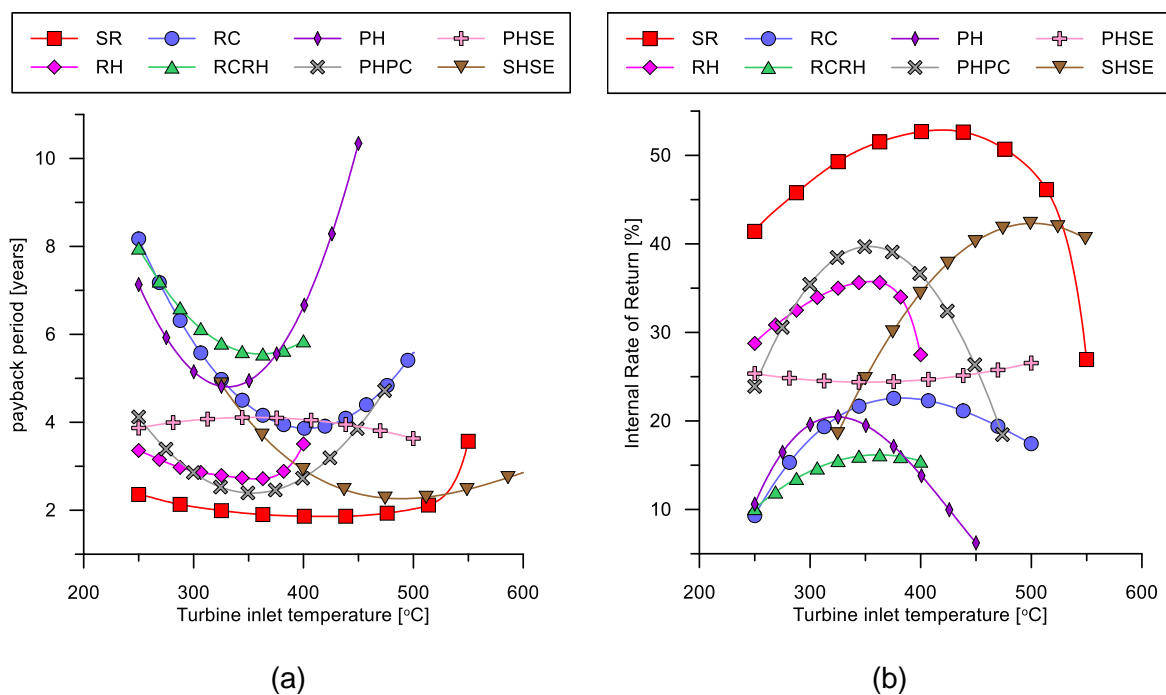 SR RC PH PHSE
RH RCRH PHPC SHSE
payback period [years]
10
8
6
4
2
200 300 400 500 600
Turbine inlet temperature [°C]
(a)
SR RC PH PHSE
RH RCRH PHPC SHSE
Internal Rate of Return [%]
50
40
30
20
10
200 300 400 500 600
Turbine inlet temperature [°C]
(b)